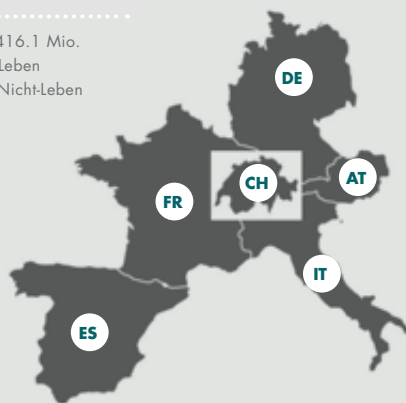 416.1 Mio.
Leben
Nicht-Leben
DE
AT
CH
FR
IT
ES